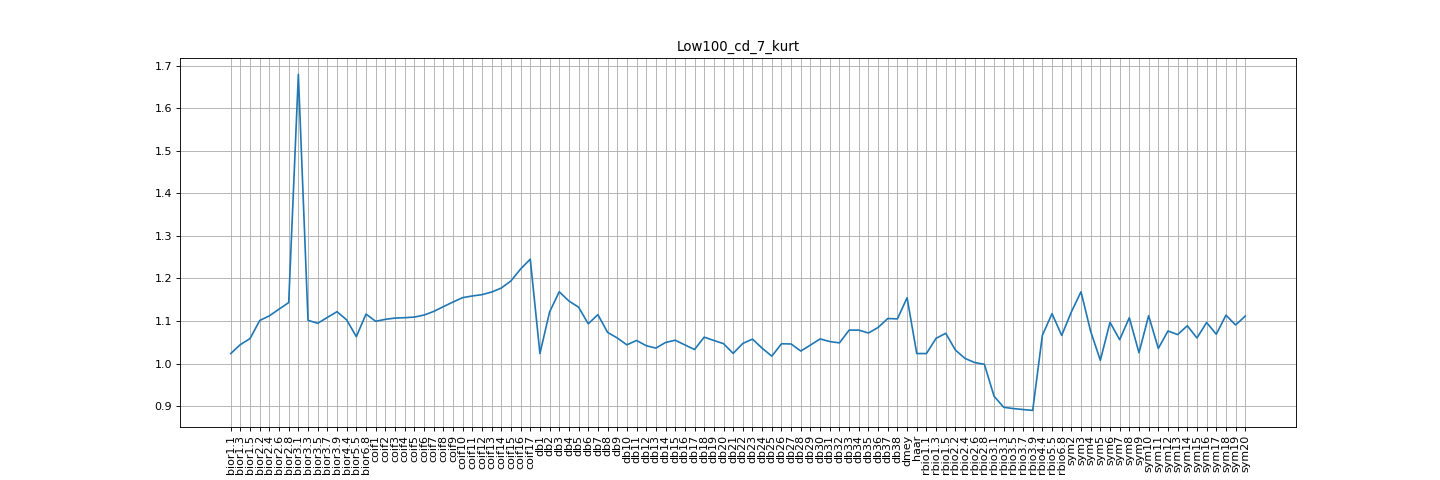 Low100_cd_7_kurt
1.7
1.6
1.5
1.4
1.3
1.2
1.1
1.0
0.9
bior1.1
bior1.3
bior1.5
bior2.2
bior2.4
bior2.6
bior2.8
bior3.1
bior3.3
bior3.5
bior3.7
bior3.9
bior4.4
bior5.5
bior6.8
coif1
coif2
coif3
coif4
coif5
coif6
coif7
coif8
coif9
coif10
coif11
coif12
coif13
coif14
coif15
coif16
coif17
db1
db2
db3
db4
db5
db6
db7
db8
db9
db10
db11
db12
db13
db14
db15
db16
db17
db18
db19
db20
db21
db22
db23
db24
db25
db26
db27
db28
db29
db30
db31
db32
db33
db34
db35
db36
db37
db38
dmey
haar
rbio1.1
rbio1.3
rbio1.5
rbio2.2
rbio2.4
rbio2.6
rbio2.8
rbio3.1
rbio3.3
rbio3.5
rbio3.7
rbio3.9
rbio4.4
rbio5.5
rbio6.8
sym2
sym3
sym4
sym5
sym6
sym7
sym8
sym9
sym10
sym11
sym12
sym13
sym14
sym15
sym16
sym17
sym18
sym19
sym20